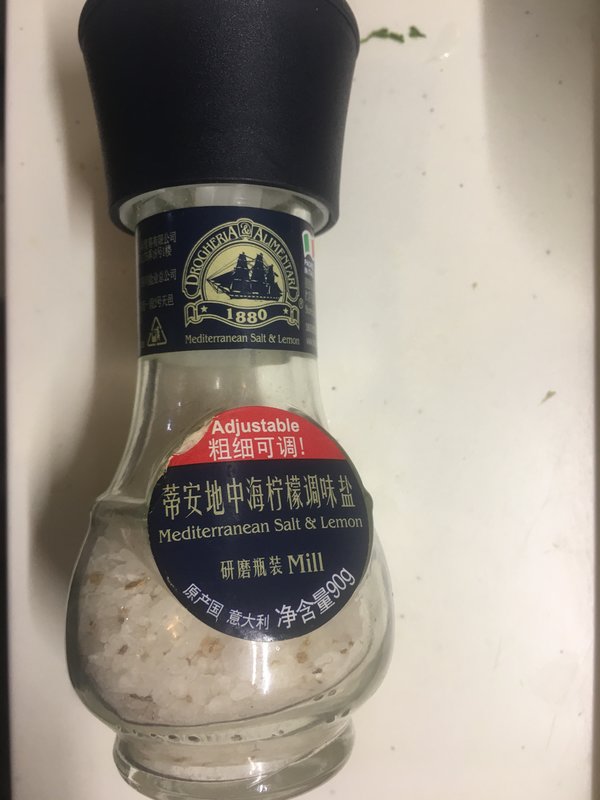 DROGHERIA & ALIMENTARI
1880
Mediterranean Salt & Lemon
Adjustable
粗细可调!
蒂安地中海柠檬调味盐
Mediterranean Salt & Lemon
研磨瓶装 Mill
原产国 意大利 净含量90g